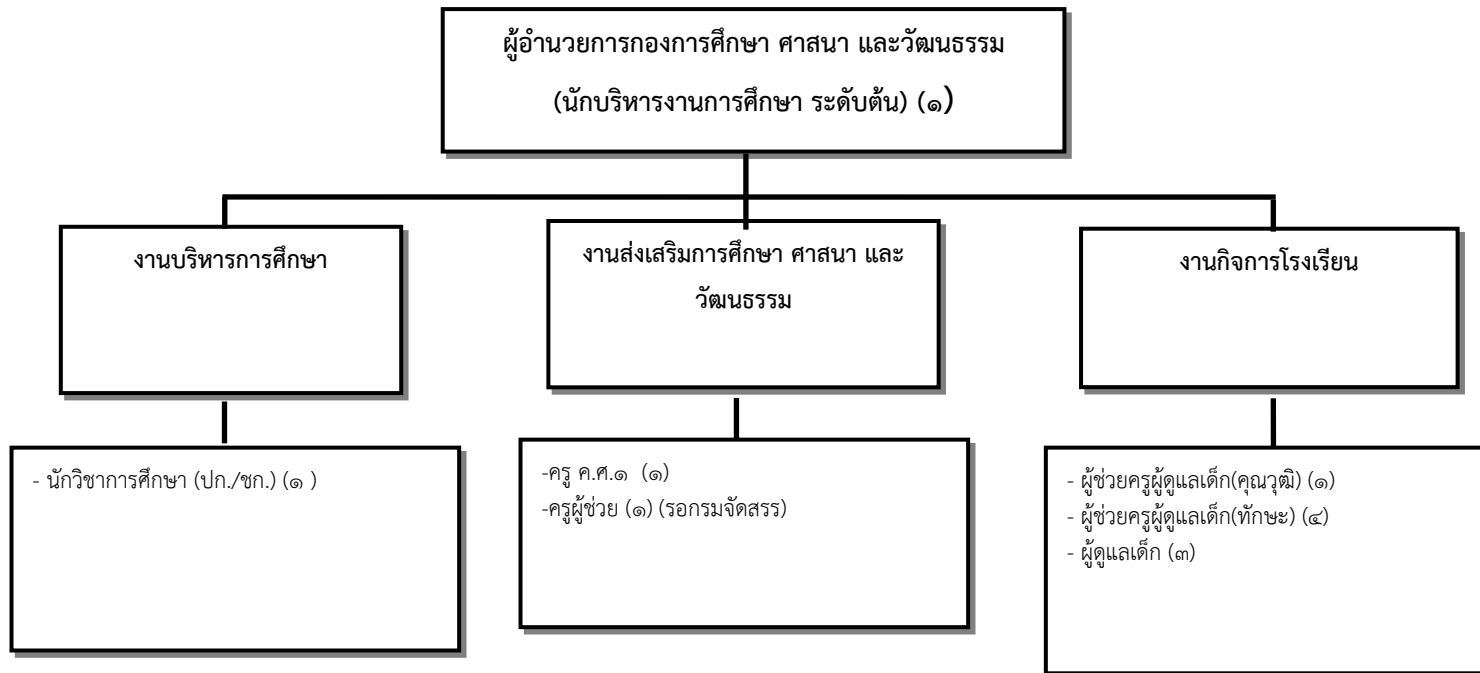 ผู้อำนวยการกองการศึกษา ศาสนา และวัฒนธรรม
(นักบริหารงานการศึกษา ระดับต้น) (๑)
งานบริหารการศึกษา
งานส่งเสริมการศึกษา ศาสนา และ
วัฒนธรรม
งานกิจการโรงเรียน
- นักวิชาการศึกษา (ปก./ชก.) (๑ )
-ครู ค.ศ.๑  (๑)
-ครูผู้ช่วย (๑) (รอกรมจัดสรร)
- ผู้ช่วยครูผู้ดูแลเด็ก(คุณวุฒิ) (๑)
- ผู้ช่วยครูผู้ดูแลเด็ก(ทักษะ) (๔)
- ผู้ดูแลเด็ก (๓)